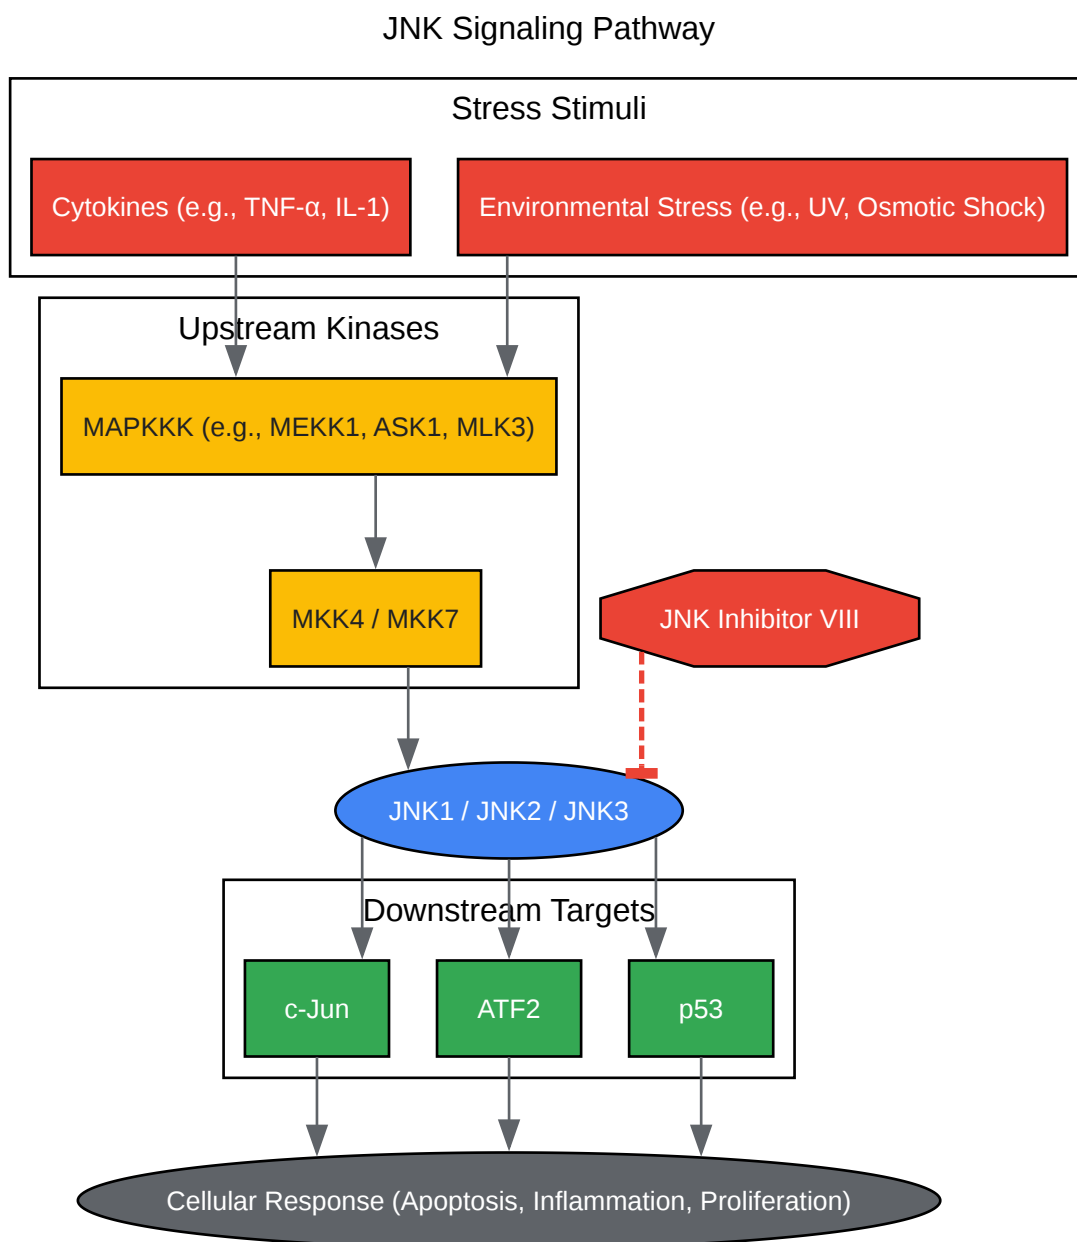 JNK Signaling Pathway
Stress Stimuli
Cytokines (e.g., TNF-α, IL-1)
Environmental Stress (e.g., UV, Osmotic Shock)
Upstream Kinases
MAPKKK (e.g., MEKK1, ASK1, MLK3)
MKK4 / MKK7
JNK Inhibitor VIII
JNK1 / JNK2 / JNK3
Downstream Targets
c-Jun
ATF2
p53
Cellular Response (Apoptosis, Inflammation, Proliferation)